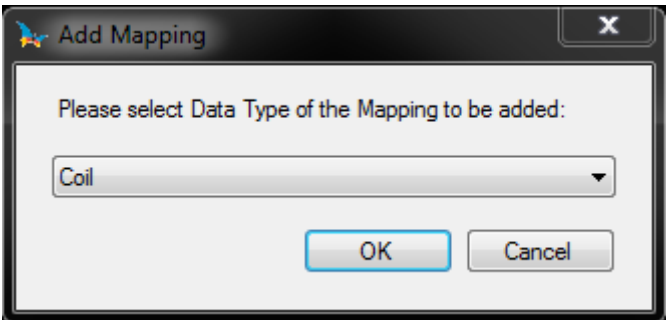 Add Mapping
Please select Data Type of the Mapping to be added:
Coil
OK Cancel